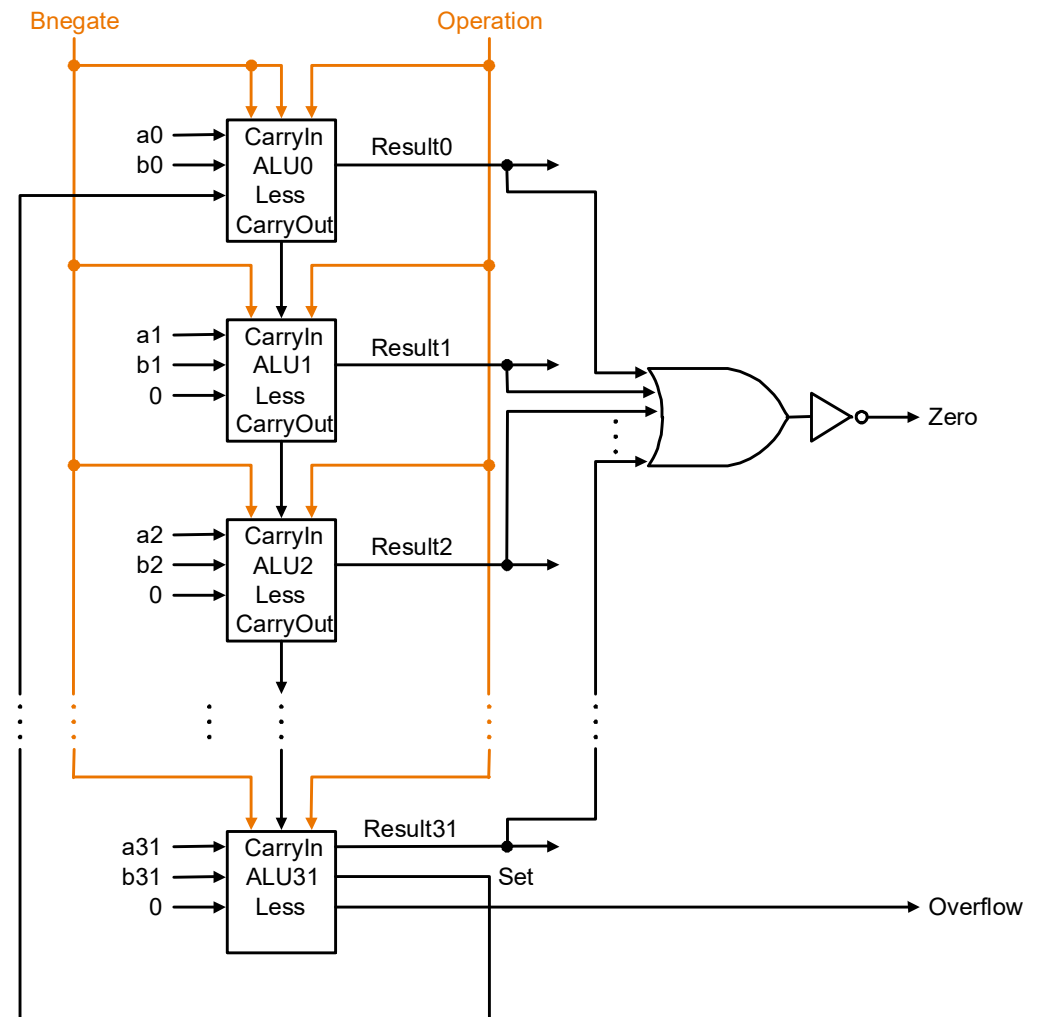 Bnegate
Operation
a0
b0
CarryIn
ALU0
Less
CarryOut
Result0
a1
b1
0
CarryIn
ALU1
Less
CarryOut
Result1
Zero
a2
b2
0
CarryIn
ALU2
Less
CarryOut
Result2
a31
b31
0
CarryIn
ALU31
Less
Result31
Set
Overflow